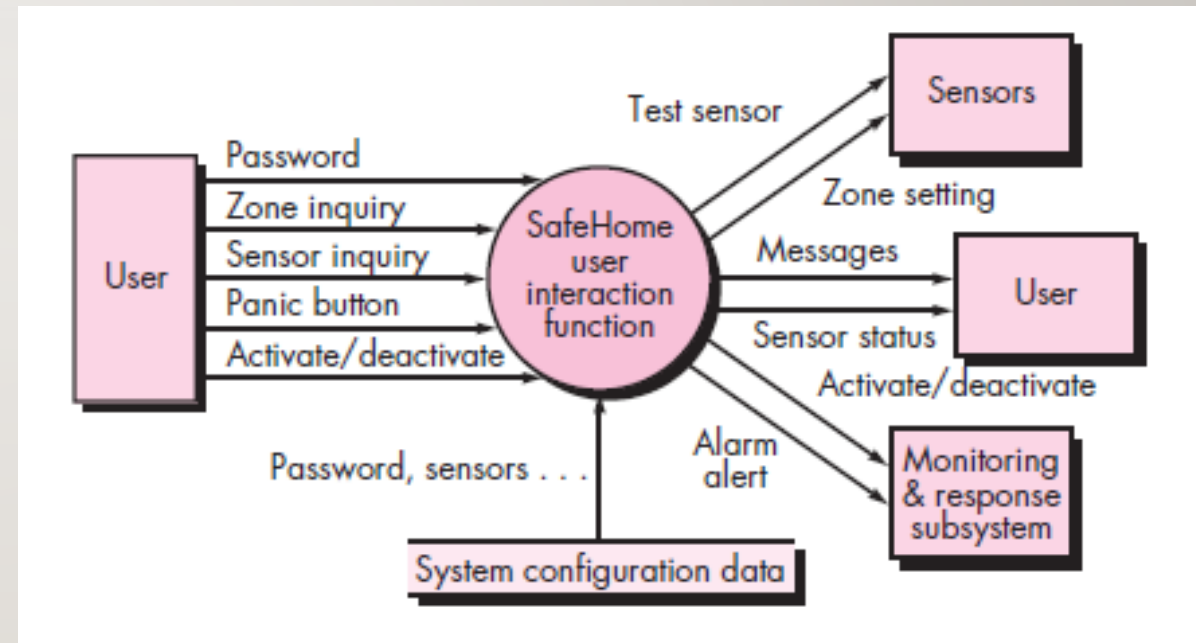 Password
Zone inquiry
Sensor inquiry
Panic button
Activate/deactivate
User
SafeHome
user
interaction
function
Test sensor
Zone setting
Sensors
Messages
Sensor status
User
Activate/deactivate
Alarm
alert
Monitoring
& response
subsystem
Password, sensors . . .
System configuration data